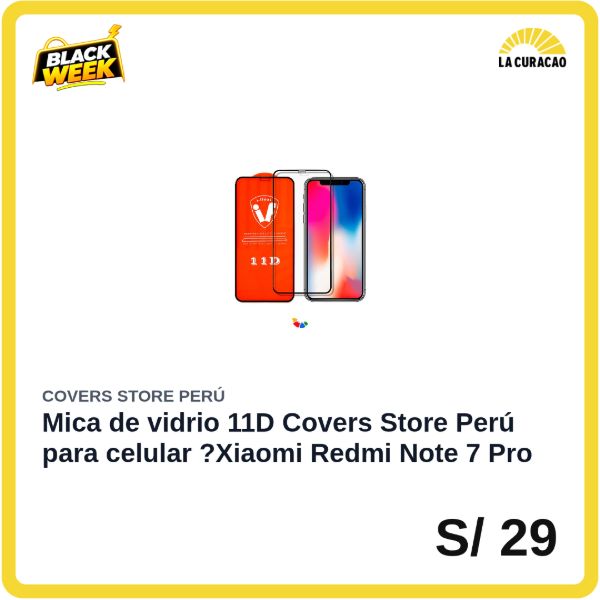 BLACK
WEEK
LA CURACAO
11D
COVERS STORE PERÚ
Mica de vidrio 11D Covers Store Perú
para celular ?Xiaomi Redmi Note 7 Pro
S/ 29